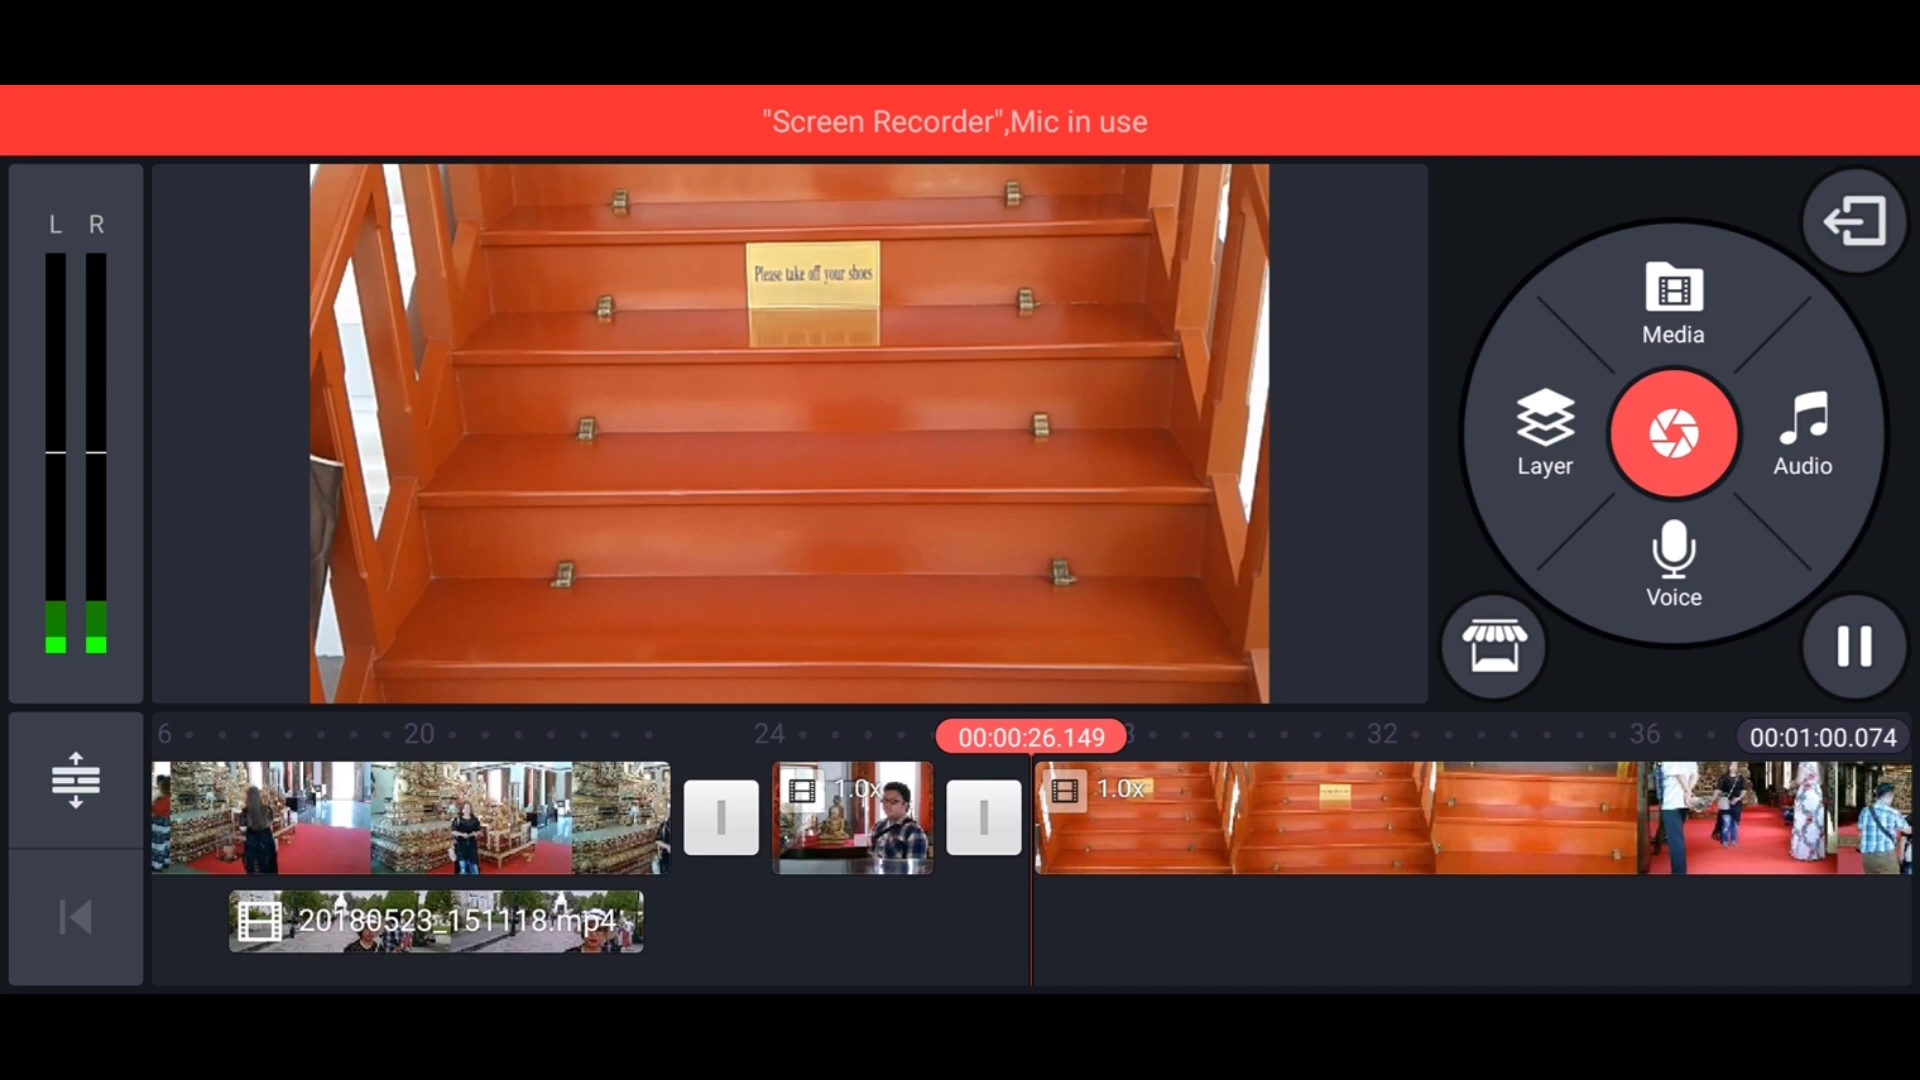 "Screen Recorder",Mic in use
L R
Please take off your shoes
Media
Layer
Audio
Voice
6 20 24 00:00:26.149 8 32 36 00:01:00.074
1.0x
1.0x
20180523_151118.mp4